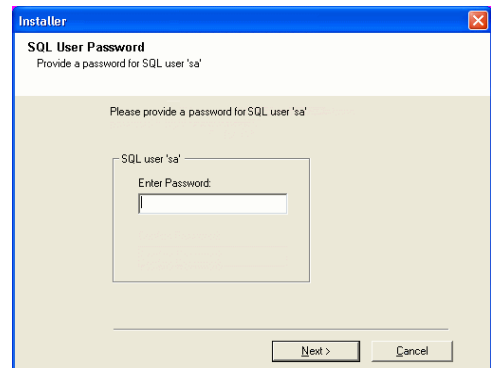 Installer
SQL User Password
Provide a password for SQL user 'sa'
Please provide a password for SQL user 'sa'
SQL user 'sa'
Enter Password:
Next >
Cancel